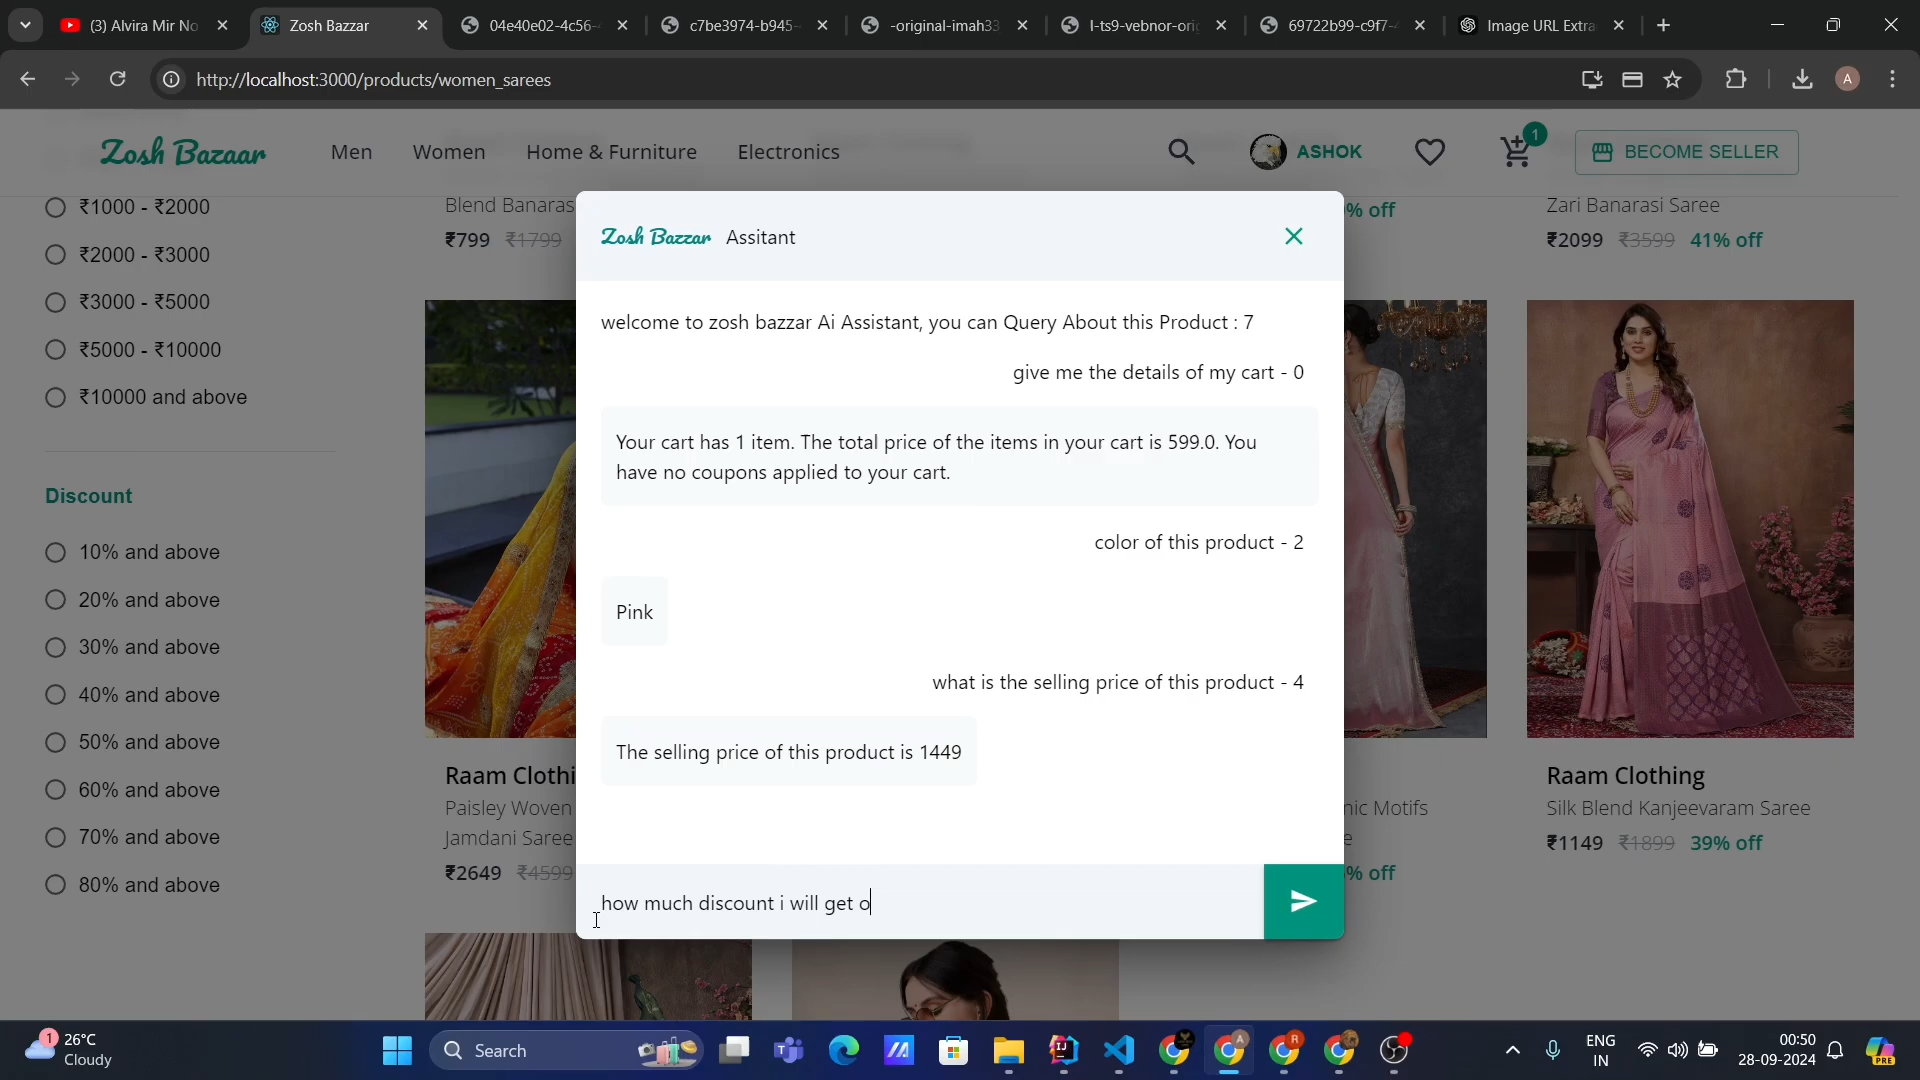 (3) Alvira Mir No
Zosh Bazzar
04e40e02-4c56-
c7be3974-b945-
-original-imah33
l-ts9-vebnor-orig
69722b99-c9f7-
Image URL Extra
http://localhost:3000/products/women_sarees
A
Zosh Bazaar
Men
Women
Home & Furniture
Electronics
ASHOK
1
BECOME SELLER
₹1000 - ₹2000
₹2000 - ₹3000
₹3000 - ₹5000
₹5000 - ₹10000
₹10000 and above
Discount
10% and above
20% and above
30% and above
40% and above
50% and above
60% and above
70% and above
80% and above
Blend Banaras
₹799 ₹1799
% off
Zari Banarasi Saree
₹2099 ₹3599 41% off
Zosh Bazzar Assitant
welcome to zosh bazzar Ai Assistant, you can Query About this Product : 7
give me the details of my cart - 0
Your cart has 1 item. The total price of the items in your cart is 599.0. You
have no coupons applied to your cart.
color of this product - 2
Pink
what is the selling price of this product - 4
The selling price of this product is 1449
how much discount i will get o
Raam Clothi
Paisley Woven
Jamdani Saree
₹2649 ₹4599
nic Motifs
e
% off
Raam Clothing
Silk Blend Kanjeevaram Saree
₹1149 ₹1899 39% off
1
26°C
Cloudy
Search
ENG
IN
00:50
28-09-2024
PRE